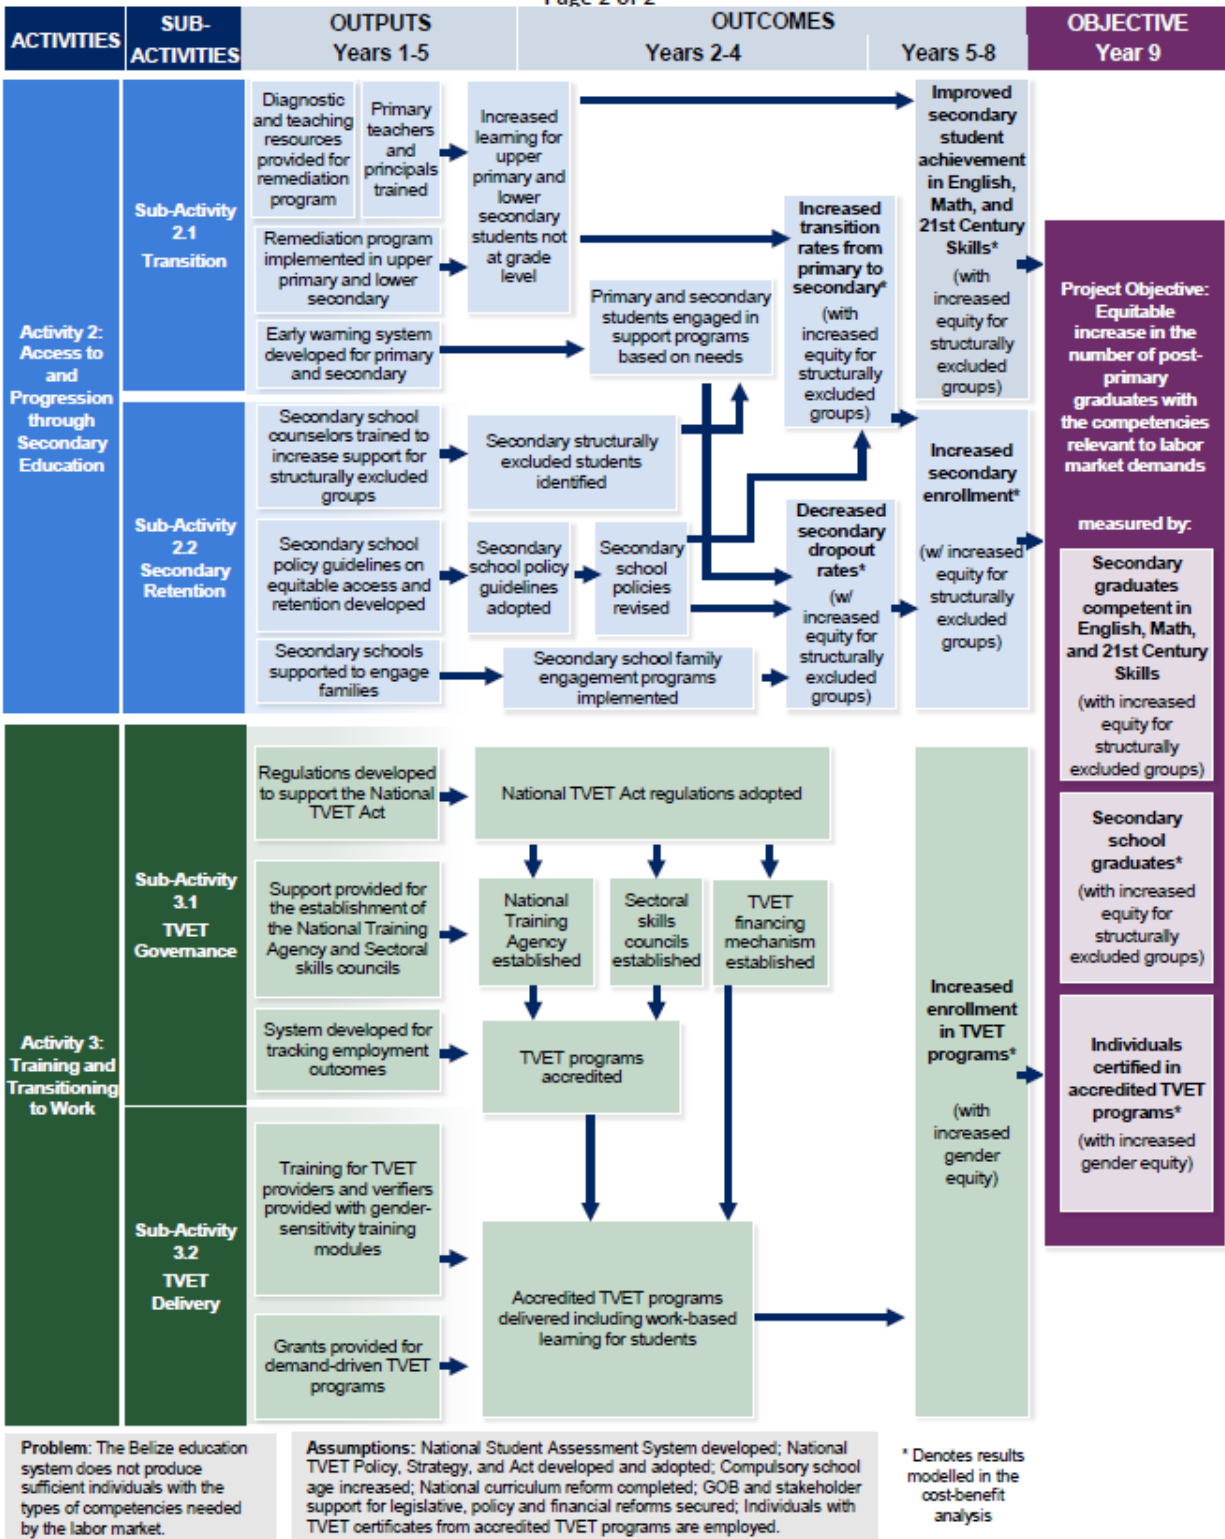 Page 2 of 2
ACTIVITIES
SUB-
ACTIVITIES
OUTPUTS
Years 1-5
OUTCOMES
Years 2-4
Years 5-8
OBJECTIVE
Year 9
Activity 2:
Access to
and
Progression
through
Secondary
Education
Sub-Activity
2.1
Transition
Diagnostic
and teaching
resources
provided for
remediation
program
Primary
teachers
and
principals
trained
Increased
learning for
upper
primary and
lower
secondary
students not
at grade
level
Remediation program
implemented in upper
primary and lower
secondary
Early warning system
developed for primary
and secondary
Primary and secondary
students engaged in
support programs
based on needs
Increased
transition
rates from
primary to
secondary*
(with
increased
equity for
structurally
excluded
groups)
Improved
secondary
student
achievement
in English,
Math, and
21st Century
Skills*
(with
increased
equity for
structurally
excluded
groups)
Sub-Activity
2.2
Secondary
Retention
Secondary school
counselors trained to
increase support for
structurally excluded
groups
Secondary structurally
excluded students
identified
Secondary school
policy guidelines on
equitable access and
retention developed
Secondary
school policy
guidelines
adopted
Secondary
school
policies
revised
Secondary schools
supported to engage
families
Secondary school family
engagement programs
implemented
Decreased
secondary
dropout
rates*
(w/
increased
equity for
structurally
excluded
groups)
Increased
secondary
enrollment*
(w/ increased
equity for
structurally
excluded
groups)
Activity 3:
Training and
Transitioning
to Work
Sub-Activity
3.1
TVET
Governance
Regulations developed
to support the National
TVET Act
National TVET Act regulations adopted
Support provided for
the establishment of
the National Training
Agency and Sectoral
skills councils
National
Training
Agency
established
Sectoral
skills
councils
established
TVET
financing
mechanism
established
System developed for
tracking employment
outcomes
TVET programs
accredited
Sub-Activity
3.2
TVET
Delivery
Training for TVET
providers and verifiers
provided with gender-
sensitivity training
modules
Grants provided for
demand-driven TVET
programs
Accredited TVET programs
delivered including work-based
learning for students
Increased
enrollment
in TVET
programs*
(with
increased
gender
equity)
Project Objective:
Equitable
increase in the
number of post-
primary
graduates with
the competencies
relevant to labor
market demands
measured by:
Secondary
graduates
competent in
English, Math,
and 21st Century
Skills
(with increased
equity for
structurally
excluded groups)
Secondary
school
graduates*
(with increased
equity for
structurally
excluded groups)
Individuals
certified in
accredited TVET
programs*
(with increased
gender equity)
Problem: The Belize education
system does not produce
sufficient individuals with the
types of competencies needed
by the labor market.
Assumptions: National Student Assessment System developed; National
TVET Policy, Strategy, and Act developed and adopted; Compulsory school
age increased; National curriculum reform completed; GOB and stakeholder
support for legislative, policy and financial reforms secured; Individuals with
TVET certificates from accredited TVET programs are employed.
* Denotes results
modelled in the
cost-benefit
analysis